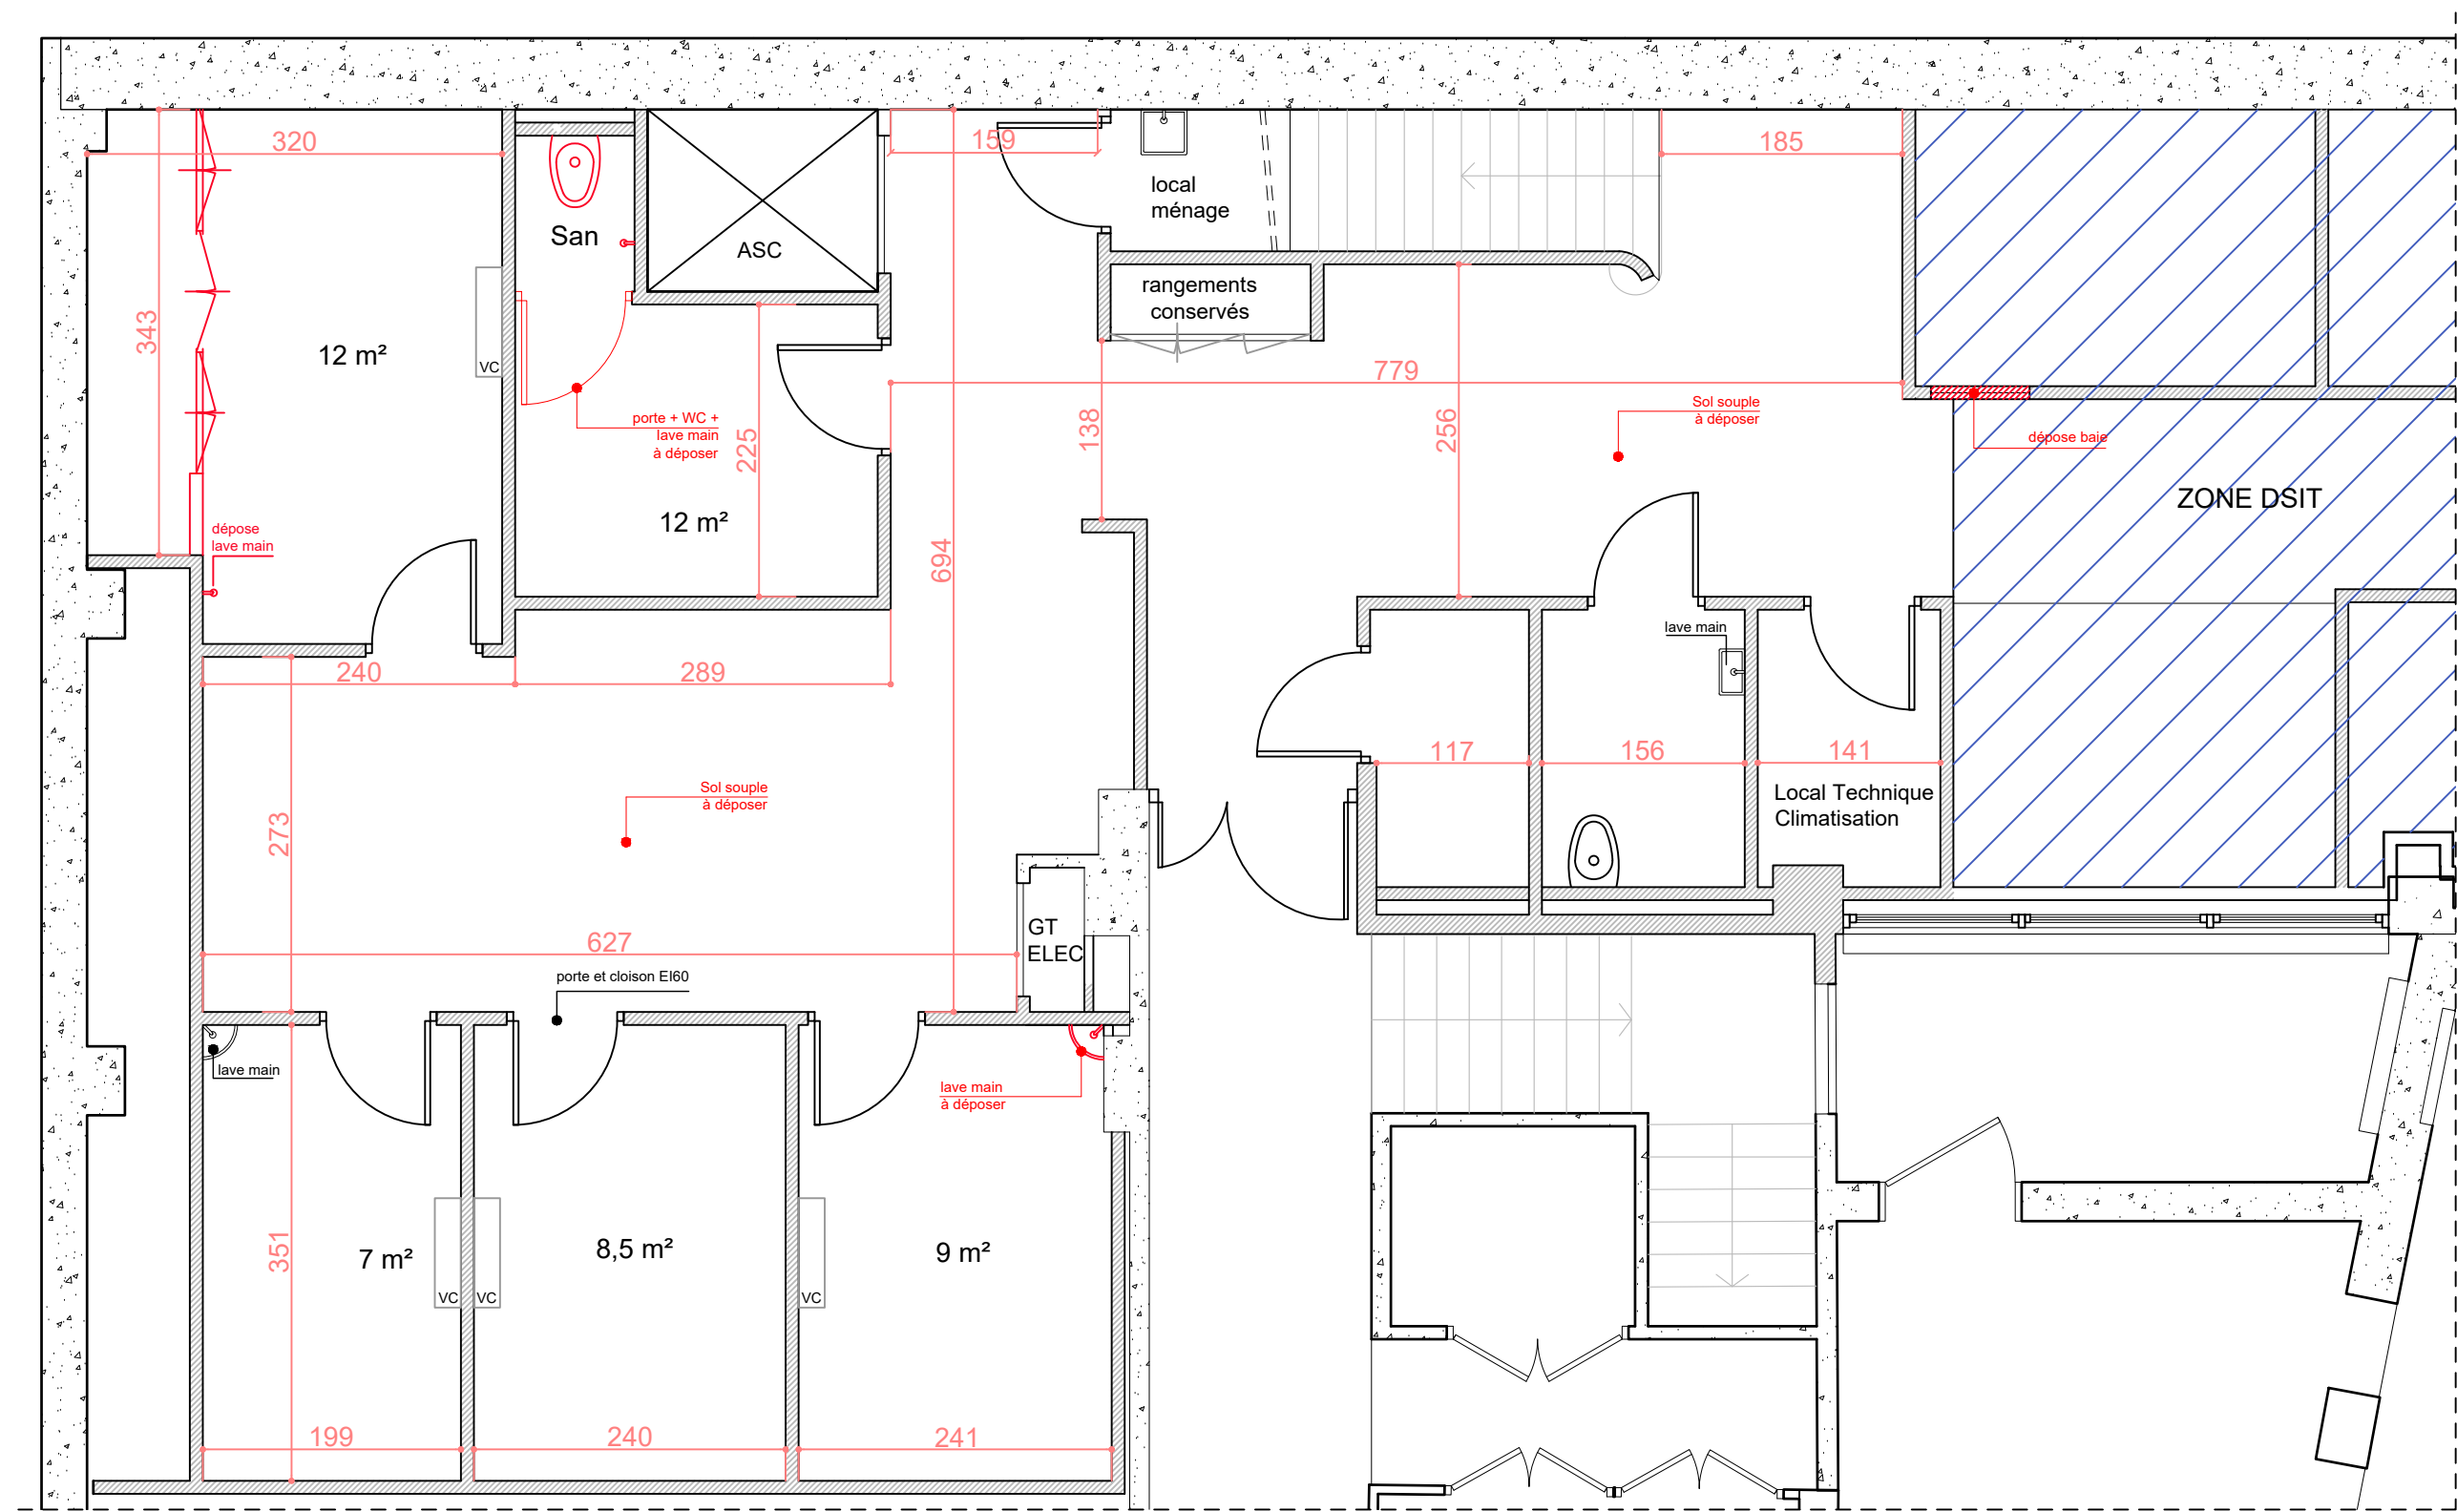 320
159
185
local
ménage
San
ASC
rangements
conservés
343
12 m²
VC
779
porte + WC +
lave main
à déposer
225
138
256
Sol souple
à déposer
dépose baie
ZONE DSIT
12 m²
dépose
lave main
694
lave main
240
289
117
156
141
Sol souple
à déposer
Local Technique
Climatisation
273
GT
ELEC
627
porte et cloison EI60
lave main
lave main
à déposer
351
7 m²
8,5 m²
9 m²
VC
VC
VC
199
240
241